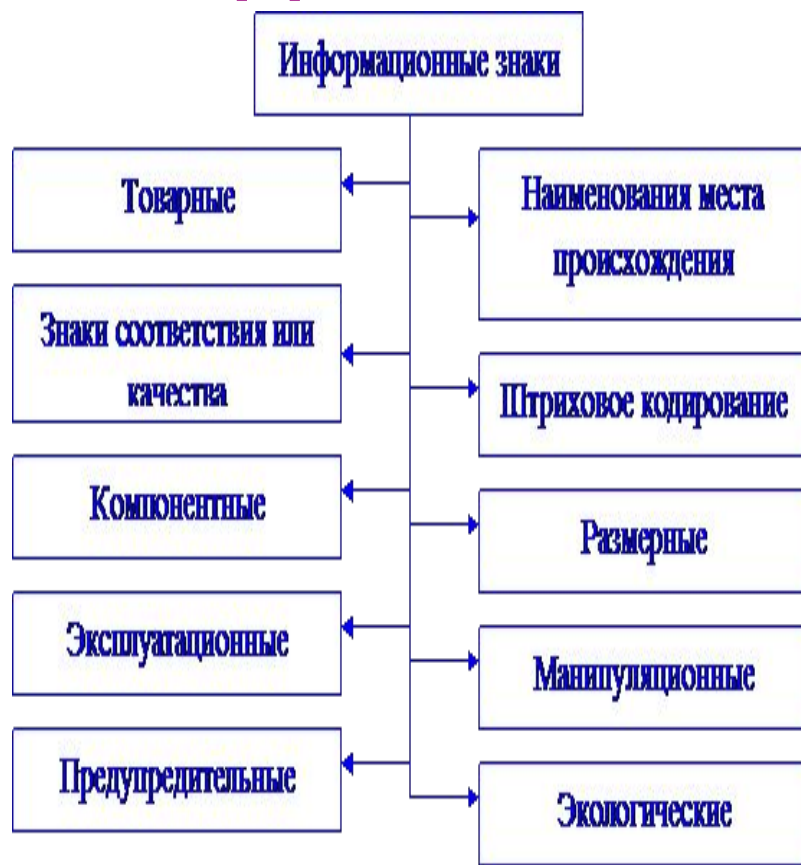 Информационные знаки
Товарные
Наименования места
происхождения
Знаки соответствия или
качества
Штриховое кодирование
Компонентные
Размерные
Эксплуатационные
Манипуляционные
Предупредительные
Экологические